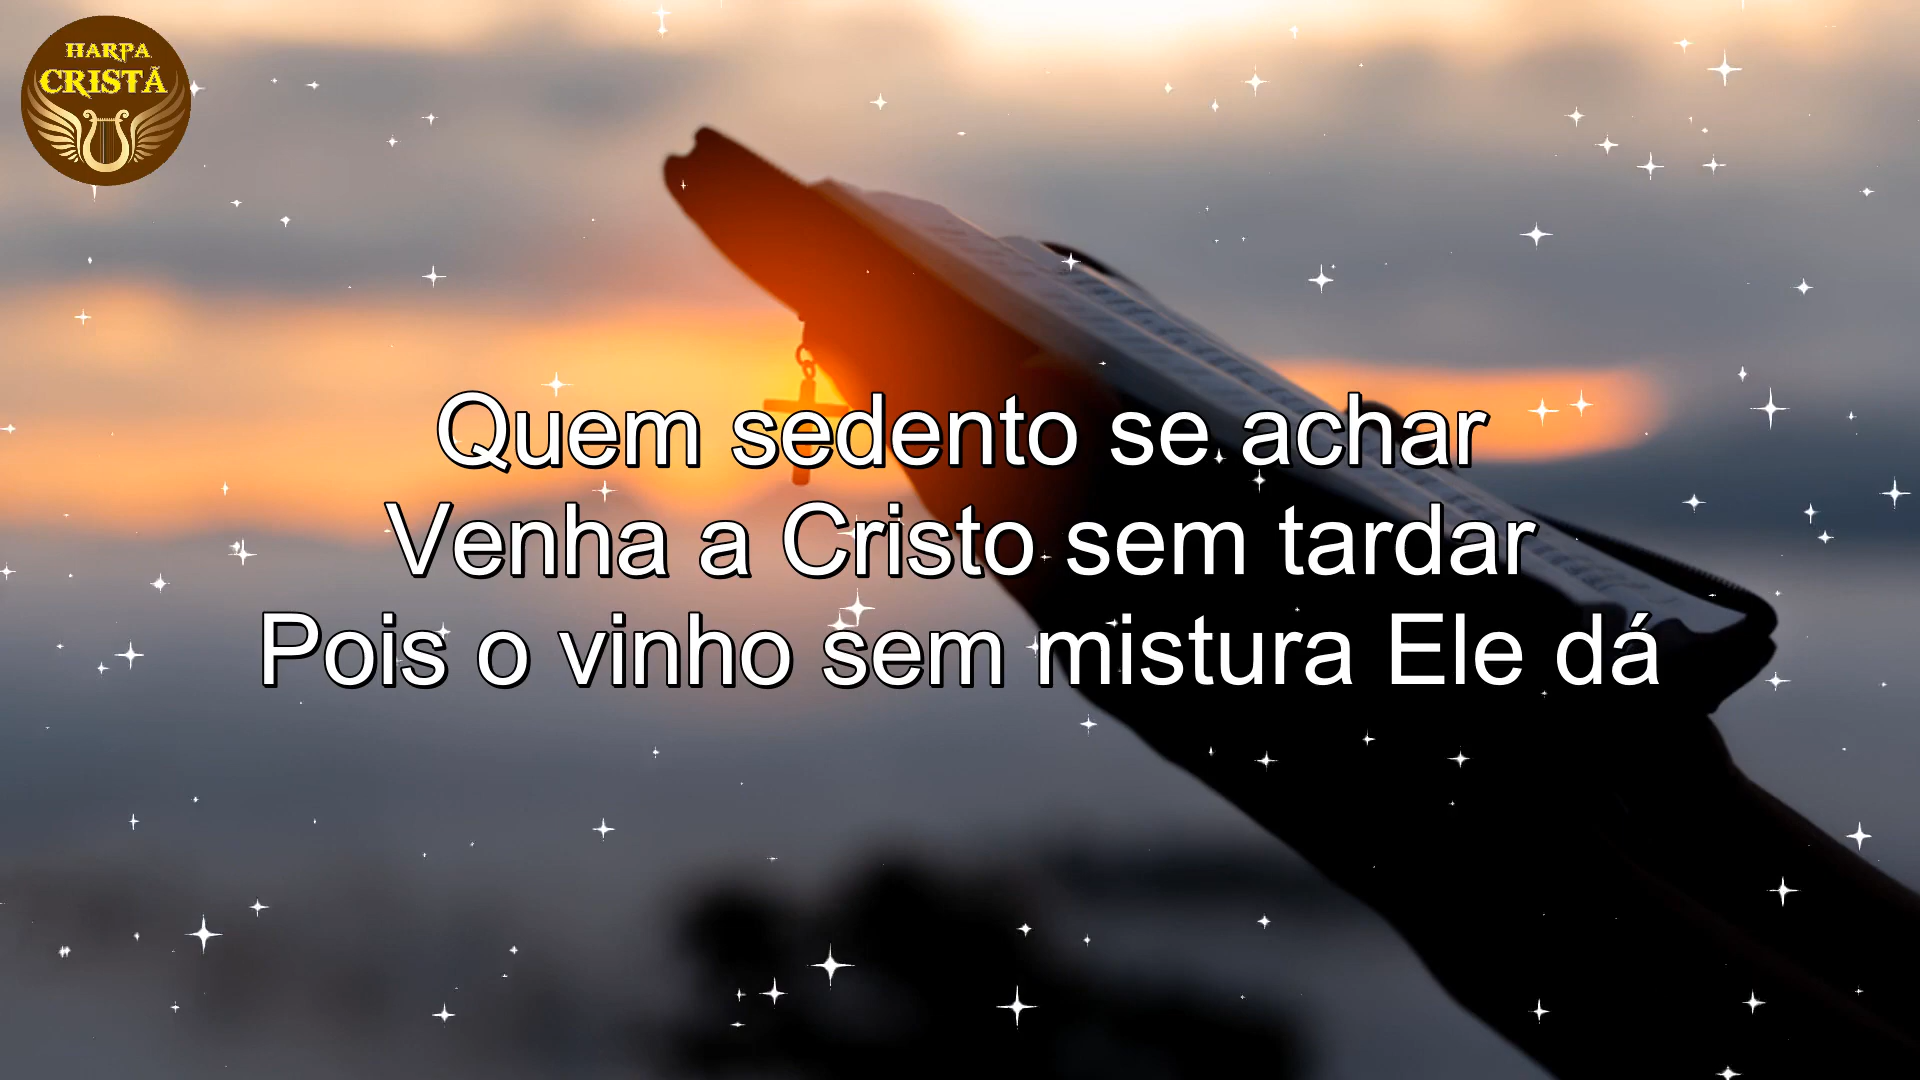 HARPA
CRISTÃ
Quem sedento se achar
Venha a Cristo sem tardar
Pois o vinho sem mistura Ele dá